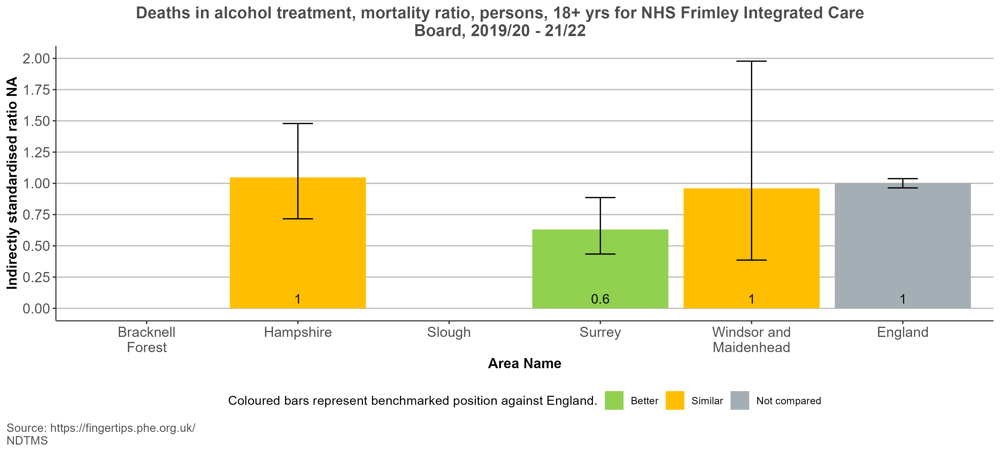 Deaths in alcohol treatment, mortality ratio, persons, 18+ yrs for NHS Frimley Integrated Care
Board, 2019/20 - 21/22
Indirectly standardised ratio NA
2.00
1.75
1.50
1.25
1.00
0.75
0.50
0.25
0.00
1
0.6
1
1
Bracknell
Forest
Hampshire
Slough
Surrey
Windsor and
Maidenhead
England
Area Name
Coloured bars represent benchmarked position against England.
Better
Similar
Not compared
Source: https://fingertips.phe.org.uk/
NDTMS